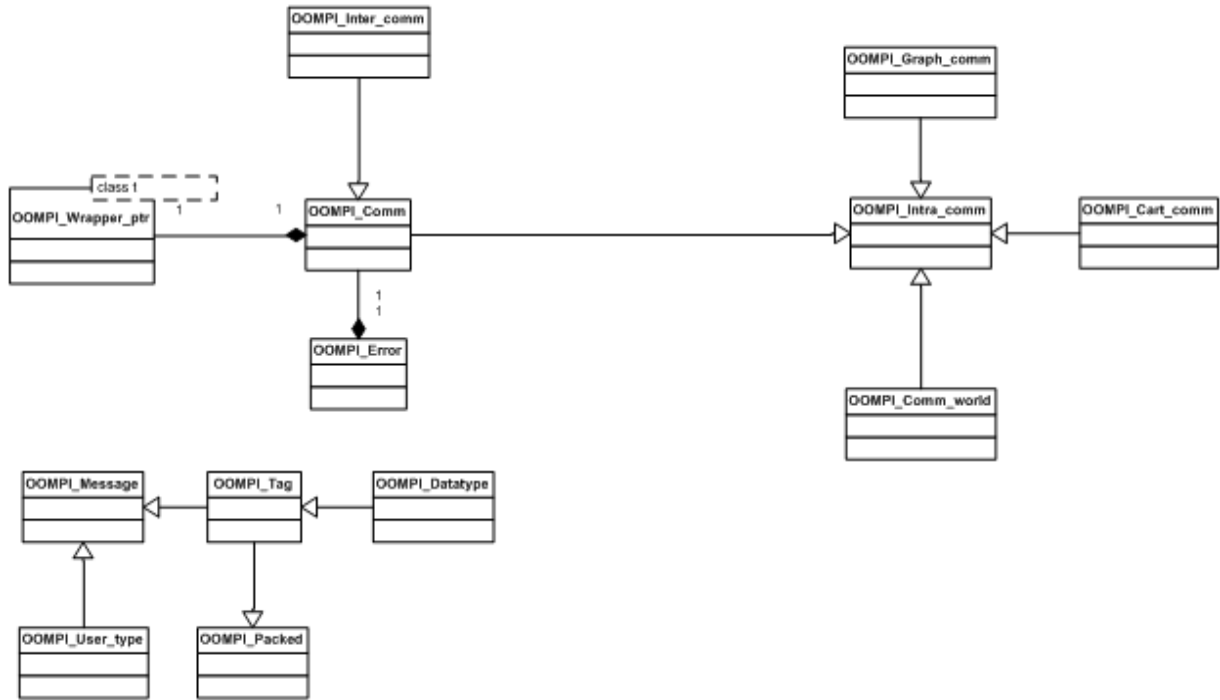 OOMPI_Inter_comm
OOMPI_Graph_comm
class t
OOMPI_Wrapper_ptr
1
1
OOMPI_Comm
OOMPI_Intra_comm
OOMPI_Cart_comm
1
1
OOMPI_Error
OOMPI_Comm_world
OOMPI_Message
OOMPI_Tag
OOMPI_Datatype
OOMPI_User_type
OOMPI_Packed